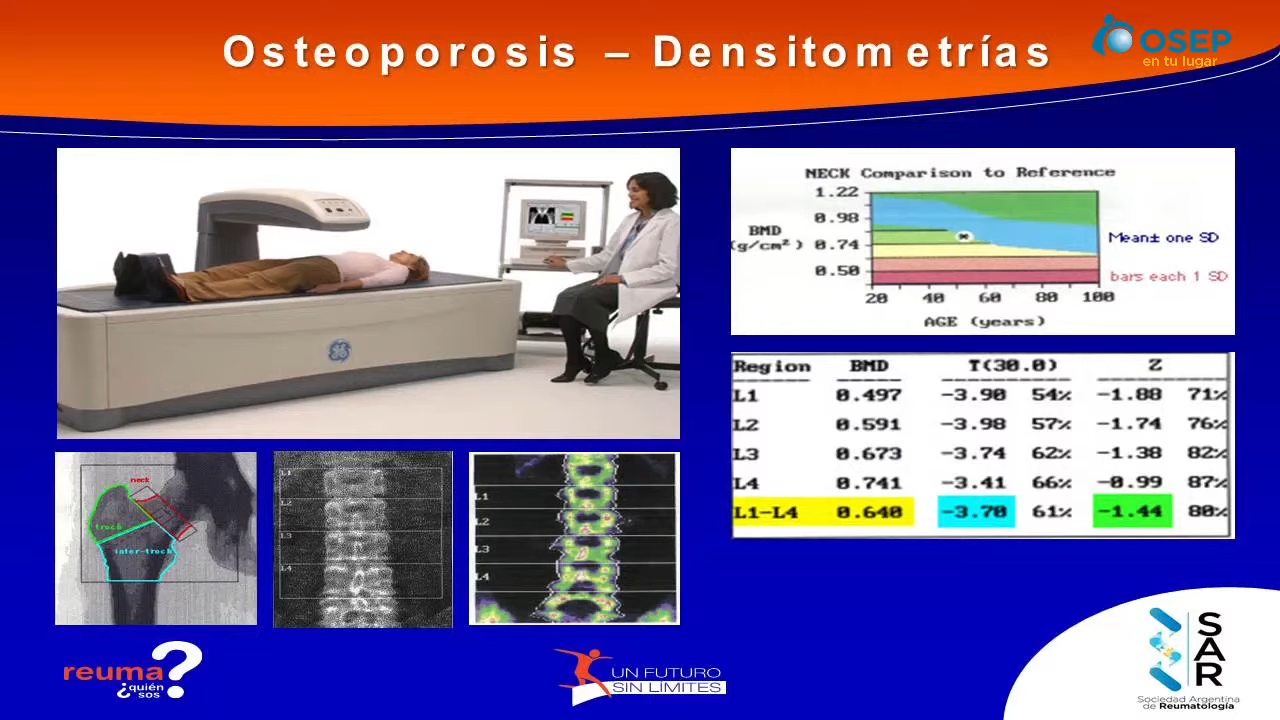 Osteoporosis – Densitometrías
OSEP
en tu lugar
NECK Comparison to Reference
1.22
0.98
BMD
(g/cm²)
0.74
0.50
Mean± one SD
bars each 1 SD
20 40 60 80 100
AGE (years)
Region BMD T(30.0) Z
L1 0.497 -3.90 54% -1.88 71%
L2 0.591 -3.98 57% -1.74 76%
L3 0.673 -3.74 62% -1.38 82%
L4 0.741 -3.41 66% -0.99 87%
L1-L4 0.640 -3.70 61% -1.44 80%
neck
troch
inter-troch
L1
L2
L3
L4
L1
L2
L3
L4
reuma?
¿quién
sos
UN FUTURO
SIN LÍMITES
SAR
Sociedad Argentina
de Reumatología